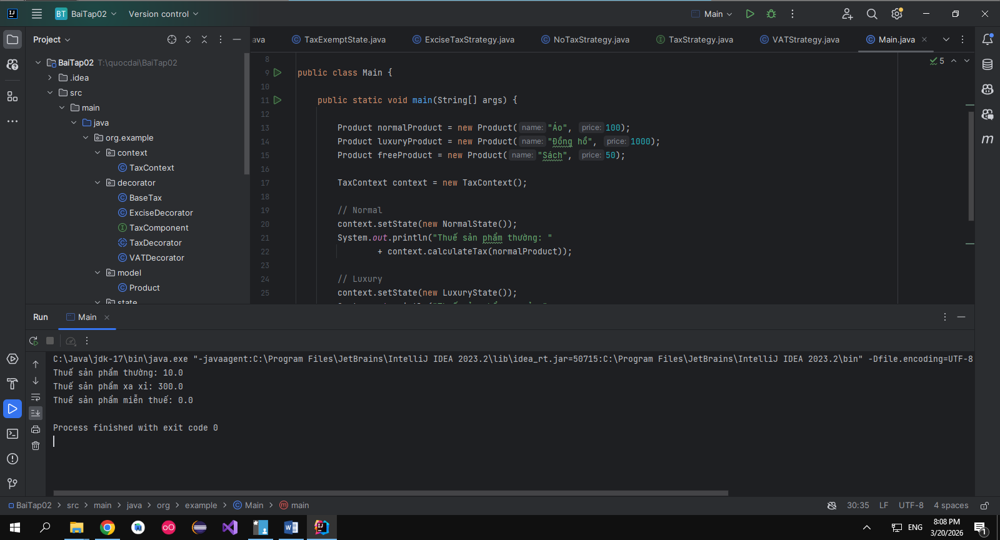 BT BaiTap02 Version control Main
Project
BaiTap02 T:\quocdai\BaiTap02
.idea
src
main
java
org.example
context
TaxContext
decorator
BaseTax
ExciseDecorator
TaxComponent
TaxDecorator
VATDecorator
model
Product
state
ava TaxExemptState.java ExciseTaxStrategy.java NoTaxStrategy.java TaxStrategy.java VATStrategy.java Main.java
5
8
9 public class Main {
10
11 public static void main(String[] args) {
12
13 Product normalProduct = new Product( name: "Áo", price: 100);
14 Product luxuryProduct = new Product( name: "Đồng hồ", price: 1000);
15 Product freeProduct = new Product( name: "Sách", price: 50);
16
17 TaxContext context = new TaxContext();
18
19 // Normal
20 context.setState(new NormalState());
21 System.out.println("Thuế sản phẩm thường: "
22 + context.calculateTax(normalProduct));
23
24 // Luxury
25 context.setState(new LuxuryState());
Run Main
C:\Java\jdk-17\bin\java.exe "-javaagent:C:\Program Files\JetBrains\IntelliJ IDEA 2023.2\lib\idea_rt.jar=50715:C:\Program Files\JetBrains\IntelliJ IDEA 2023.2\bin" -Dfile.encoding=UTF-8
Thuế sản phẩm thường: 10.0
Thuế sản phẩm xa xỉ: 300.0
Thuế sản phẩm miễn thuế: 0.0
Process finished with exit code 0
BaiTap02 > src > main > java > org > example > Main > main 30:35 LF UTF-8 4 spaces
ENG 8:08 PM
3/20/2026
1